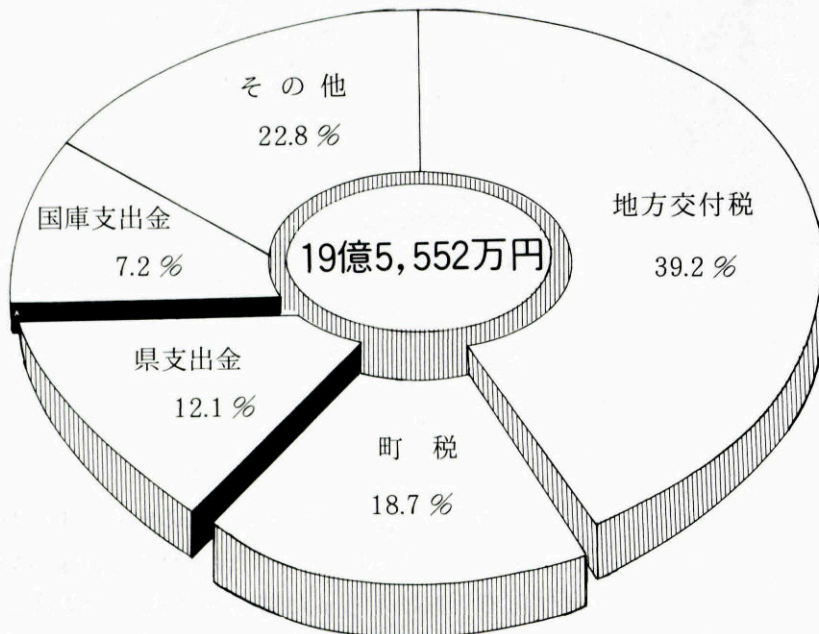 その他
22.8%
国庫支出金
7.2%
19億5,552万円
地方交付税
39.2%
県支出金
12.1%
町税
18.7%